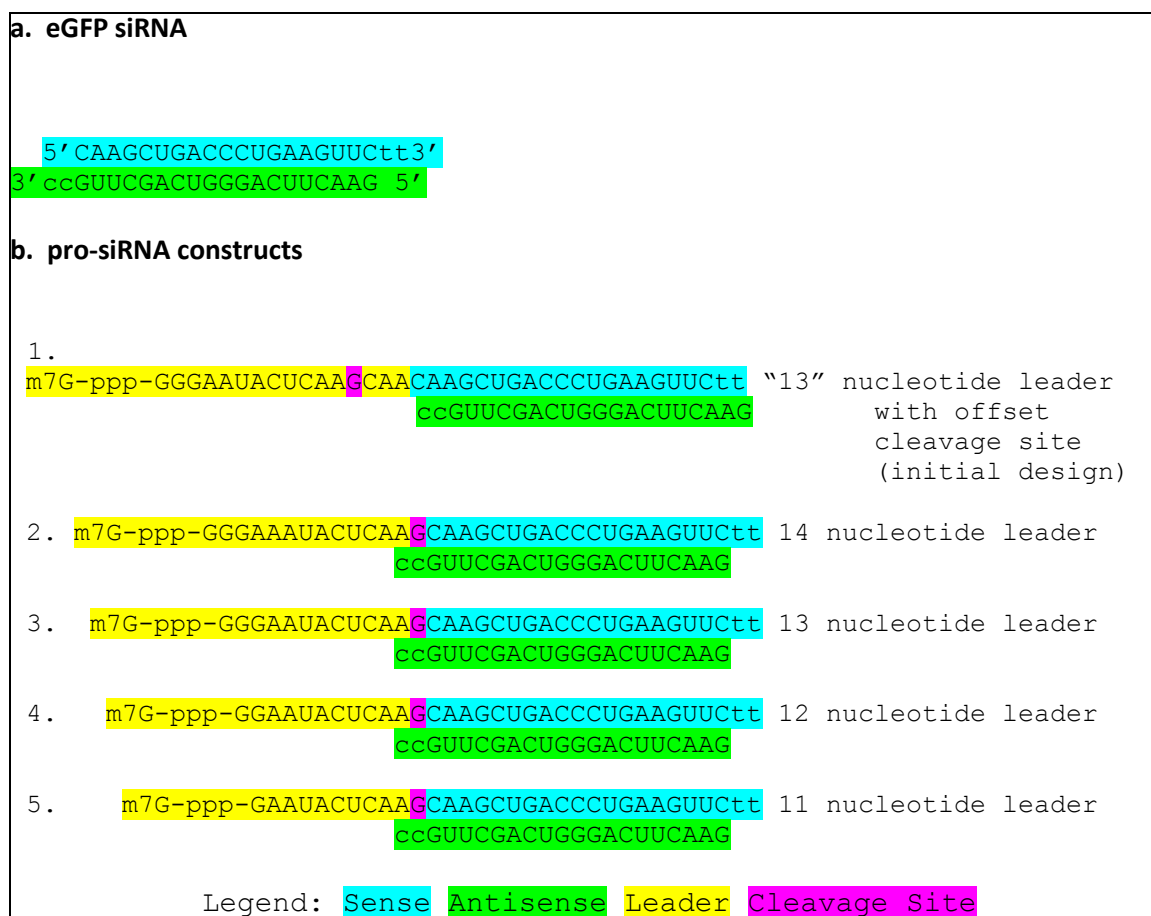 a. eGFP siRNA
5’CAAGCUGACCCUGAAGUUCtt3’
3’ccGUUCGACUGGGACUUCAAG 5’
b. pro-siRNA constructs
1.
m7G-ppp-GGGAAUACUCAAGCAACAAGCUGACCCUGAAGUUCtt “13” nucleotide leader
ccGUUCGACUGGGACUUCAAG with offset
cleavage site
(initial design)
2. m7G-ppp-GGGAAAUACUCAAGCAAGCUGACCCUGAAGUUCtt 14 nucleotide leader
ccGUUCGACUGGGACUUCAAG
3. m7G-ppp-GGGAAUACUCAAGCAAGCUGACCCUGAAGUUCtt 13 nucleotide leader
ccGUUCGACUGGGACUUCAAG
4. m7G-ppp-GGAAUACUCAAGCAAGCUGACCCUGAAGUUCtt 12 nucleotide leader
ccGUUCGACUGGGACUUCAAG
5. m7G-ppp-GAAUACUCAAGCAAGCUGACCCUGAAGUUCtt 11 nucleotide leader
ccGUUCGACUGGGACUUCAAG
Legend: Sense Antisense Leader Cleavage Site